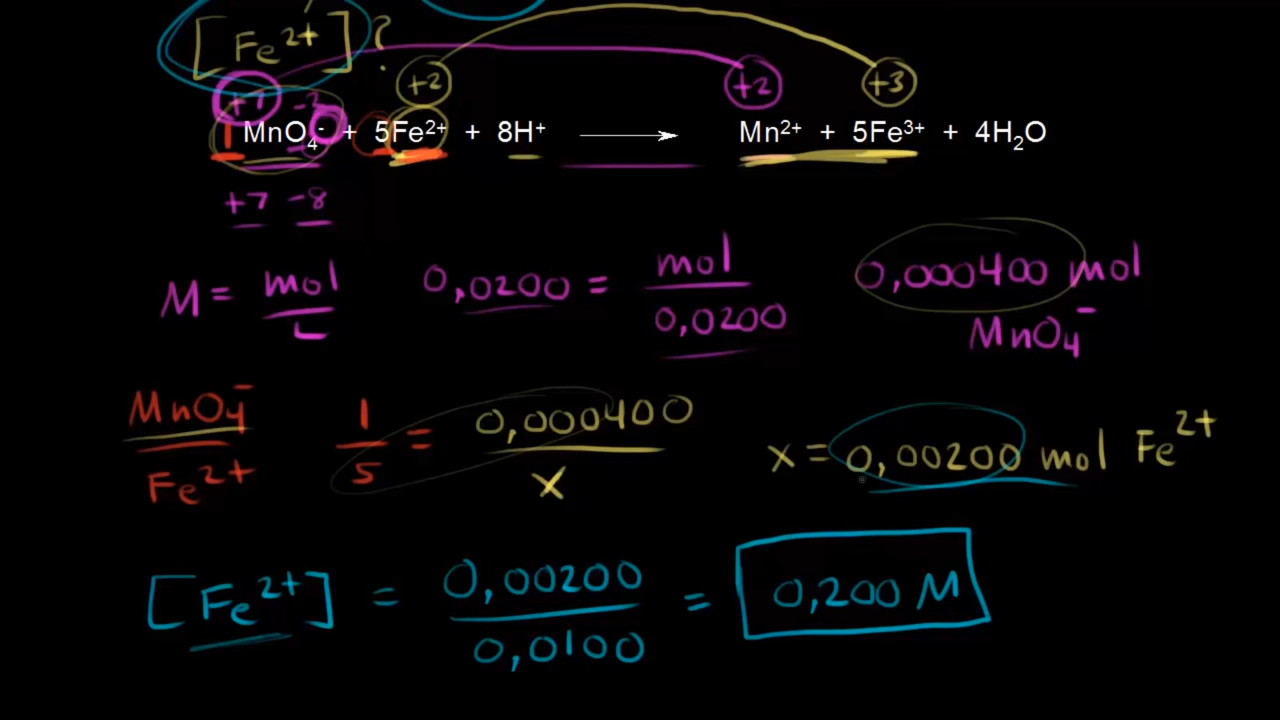 [Fe²⁺] ?
+7 -2 +2 +2 +3
1 MnO₄⁻ + 5Fe²⁺ + 8H⁺ ⟶ Mn²⁺ + 5Fe³⁺ + 4H₂O
+7 -8
M = mol/L 0,0200 = mol/0,0200 0,000400 mol
MnO₄⁻
MnO₄⁻/Fe²⁺ 1/5 = 0,000400/x x = 0,00200 mol Fe²⁺
[Fe²⁺] = 0,00200/0,0100 = 0,200 M